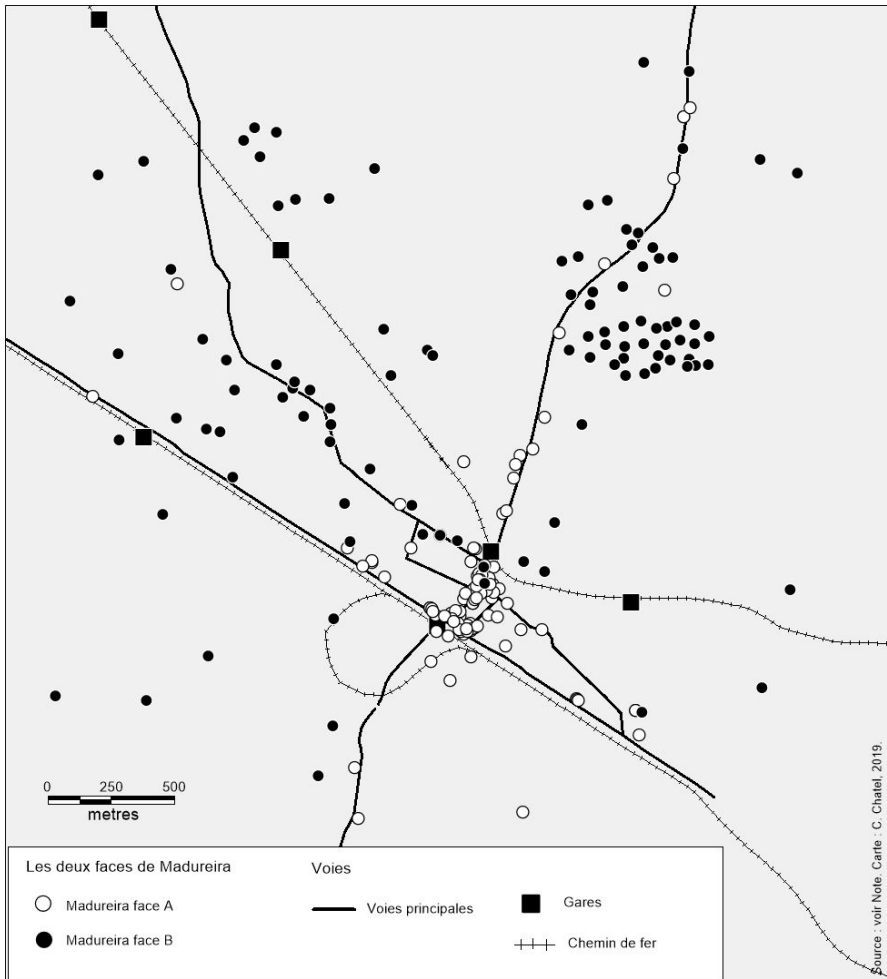 0 250 500
metres
Source : voir Note. Carte : C. Chatel, 2019.
Les deux faces de Madureira
Madureira face A
Madureira face B
Voies
Voies principales
Gares
Chemin de fer